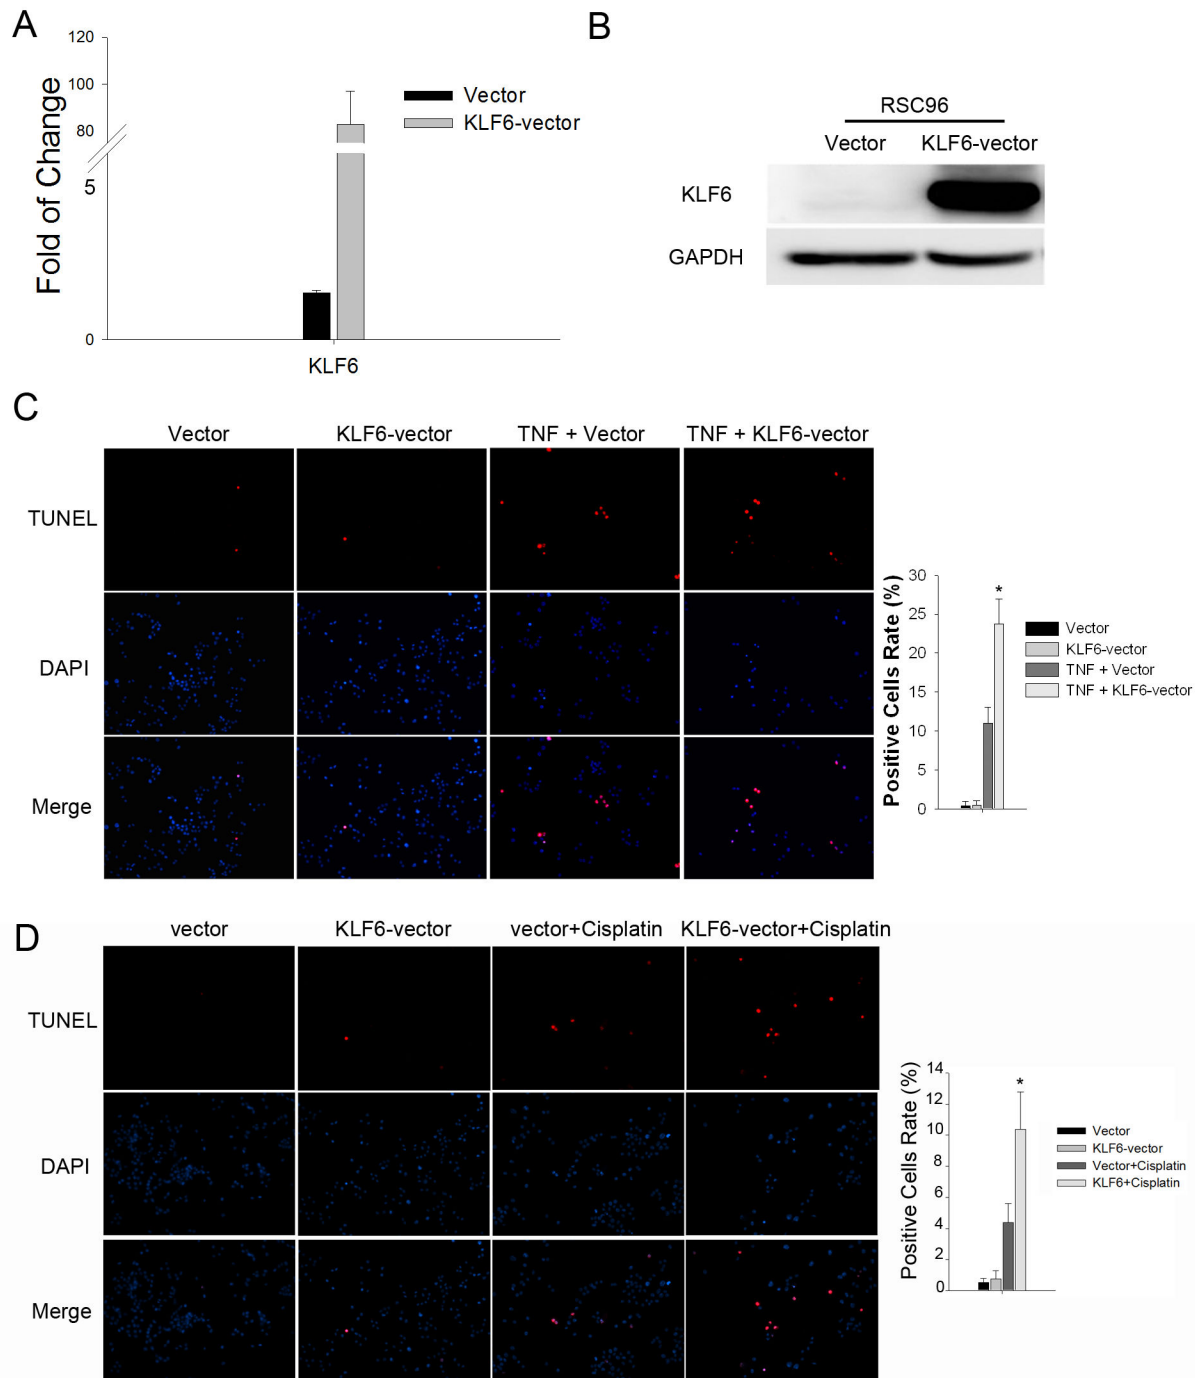 A
120
100
80
5
0
Fold of Change
Vector
KLF6-vector
KLF6
B
RSC96
Vector KLF6-vector
KLF6
GAPDH
C
Vector KLF6-vector TNF + Vector TNF + KLF6-vector
TUNEL
DAPI
Merge
Positive Cells Rate (%)
30
25
20
15
10
5
0
*
Vector
KLF6-vector
TNF + Vector
TNF + KLF6-vector
D
vector KLF6-vector vector+Cisplatin KLF6-vector+Cisplatin
TUNEL
DAPI
Merge
Positive Cells Rate (%)
14
12
10
8
6
4
2
0
*
Vector
KLF6-vector
Vector+Cisplatin
KLF6+Cisplatin